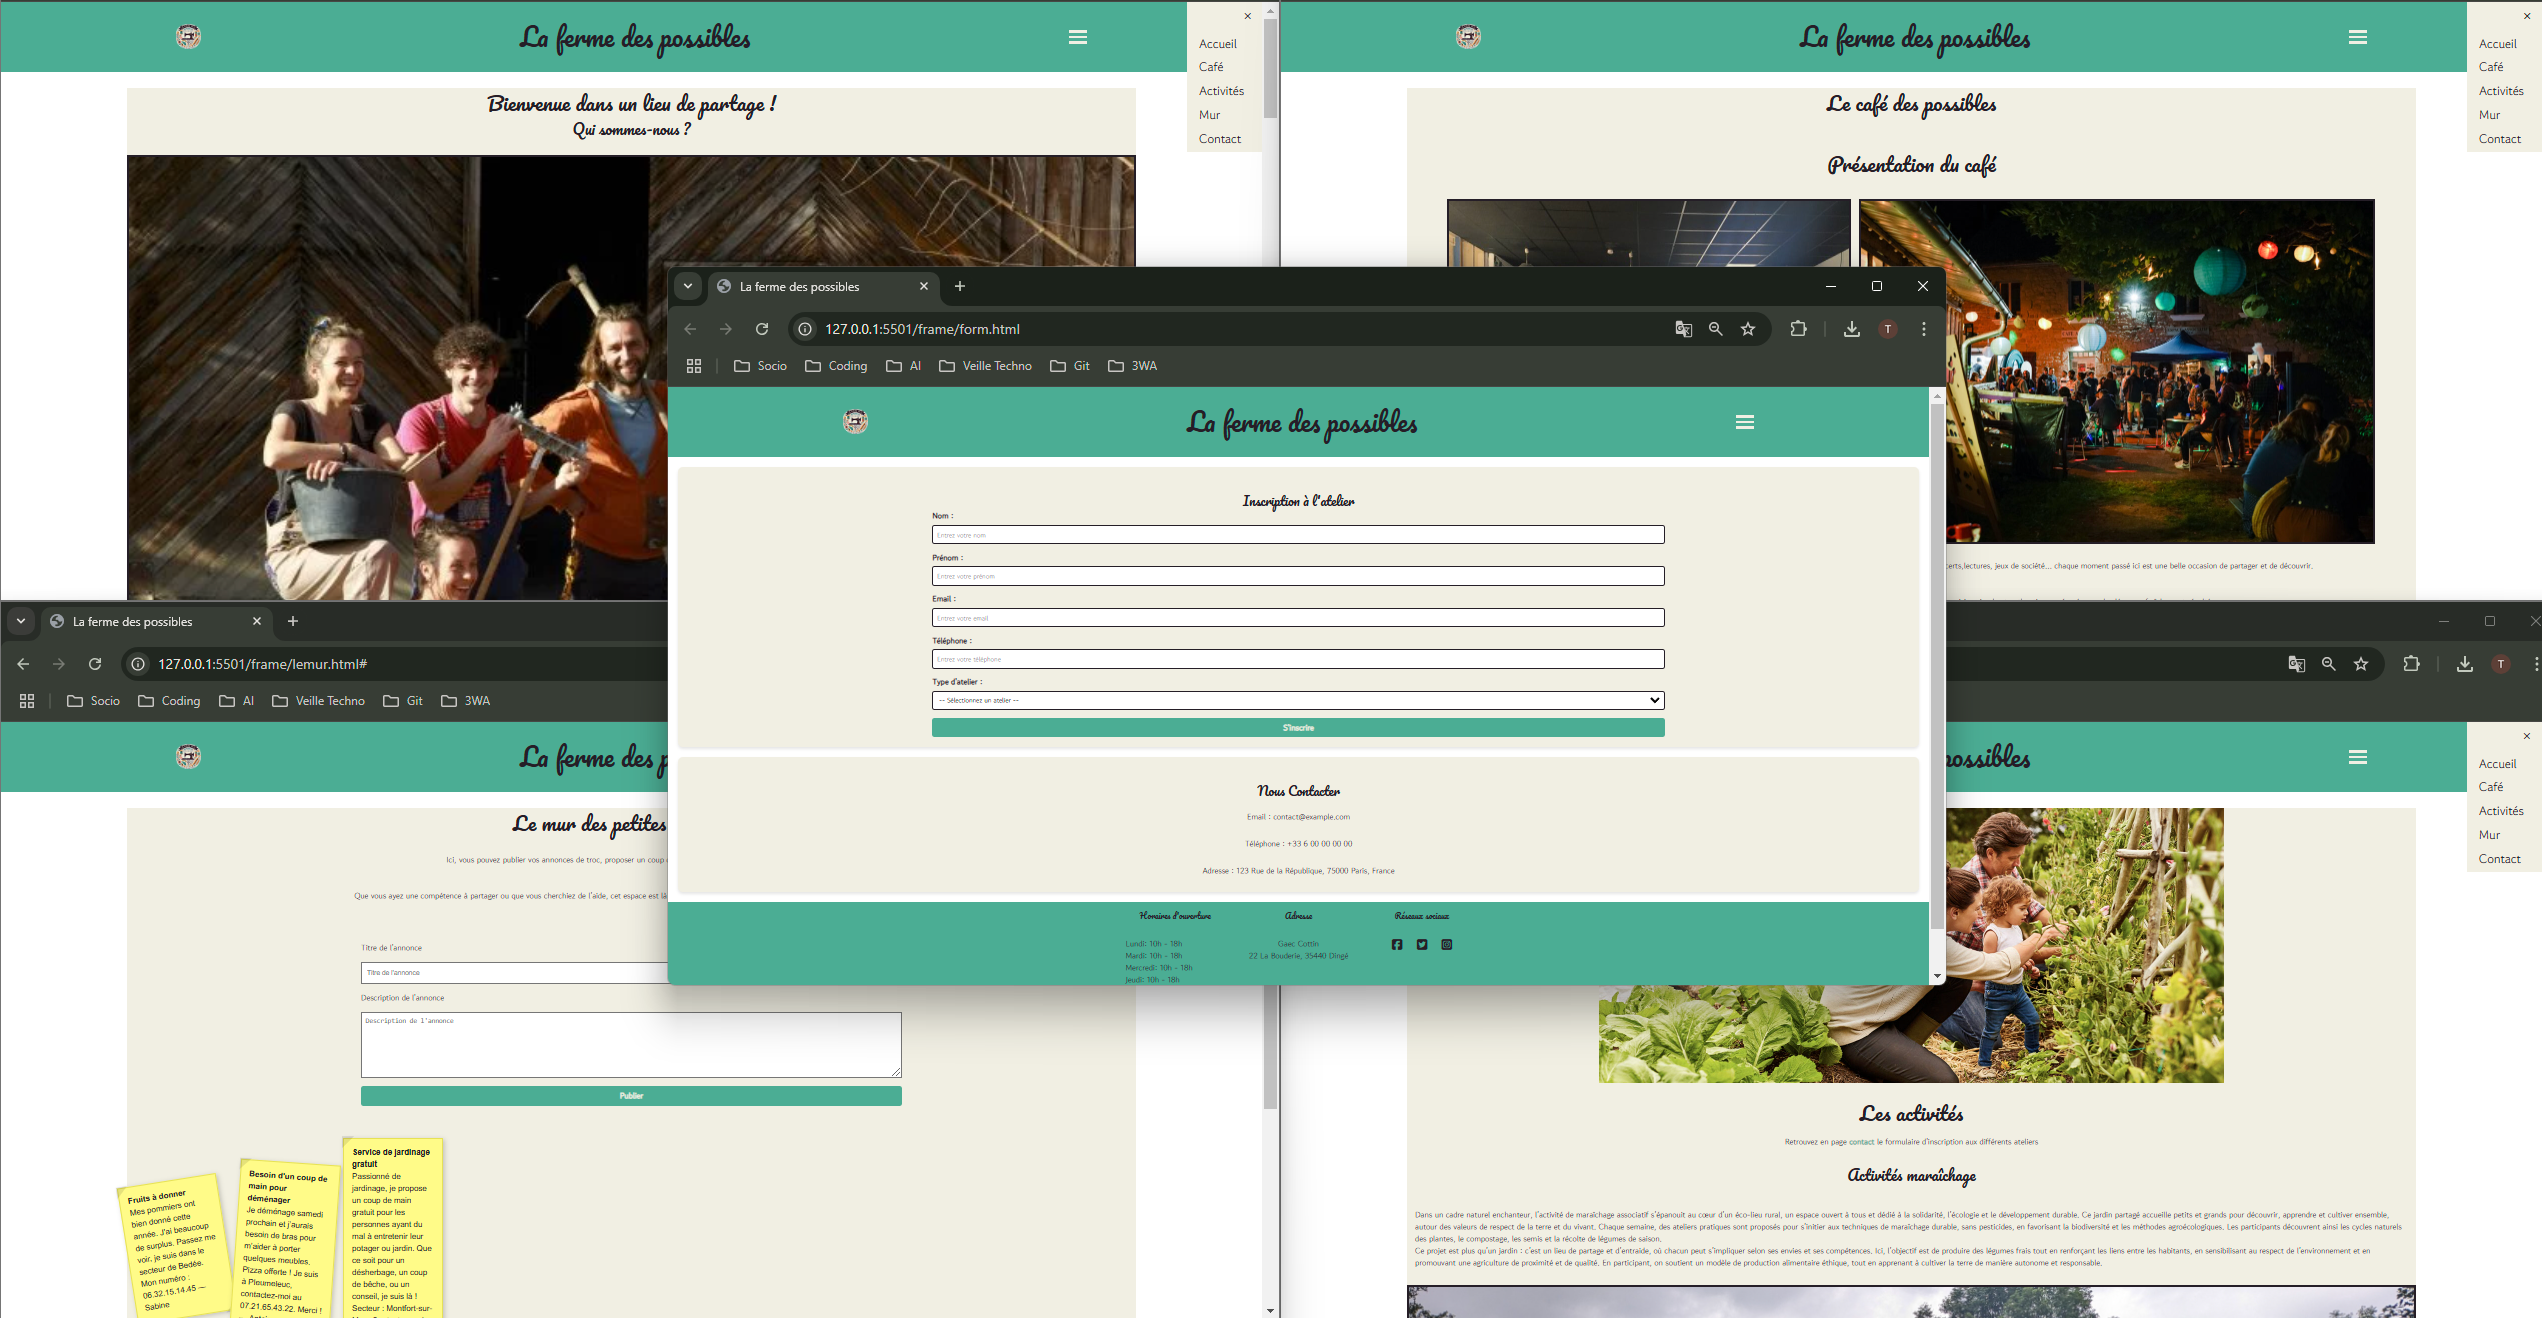 La ferme des possibles
×
Accueil
Café
Activités
Mur
Contact
Bienvenue dans un lieu de partage !
Qui sommes-nous ?
La ferme des possibles
×
Accueil
Café
Activités
Mur
Contact
Le café des possibles
Présentation du café
certs,lectures, jeux de société... chaque moment passé ici est une belle occasion de partager et de découvrir.
La ferme des possibles
127.0.0.1:5501/frame/form.html
T
Socio
Coding
AI
Veille Techno
Git
3WA
La ferme des possibles
Inscription à l'atelier
Nom :
Entrez votre nom
Prénom :
Entrez votre prénom
Email :
Entrez votre email
Téléphone :
Entrez votre téléphone
Type d'atelier :
-- Sélectionnez un atelier --
S'inscrire
Nous Contacter
Email : contact@example.com
Téléphone : +33 6 00 00 00 00
Adresse : 123 Rue de la République, 75000 Paris, France
Horaires d'ouverture
Lundi: 10h - 18h
Mardi: 10h - 18h
Mercredi: 10h - 18h
Jeudi: 10h - 18h
Adresse
Gaec Cottin
22 La Bouderie, 35440 Dingé
Réseaux sociaux
La ferme des possibles
127.0.0.1:5501/frame/lemur.html#
Socio
Coding
AI
Veille Techno
Git
3WA
La ferme des p
Le mur des petites
Ici, vous pouvez publier vos annonces de troc, proposer un coup
Que vous ayez une compétence à partager ou que vous cherchiez de l'aide, cet espace est là
Titre de l'annonce
Titre de l'annonce
Description de l'annonce
Description de l'annonce
Publier
Fruits à donner
Mes pommiers ont
bien donné cette
année. J'ai beaucoup
de surplus. Passez me
voir, je suis dans le
secteur de Bedée.
Mon numéro :
06.32.15.14.45 —
Sabine
Besoin d'un coup de
main pour
déménager
Je déménage samedi
prochain et j'aurais
besoin de bras pour
m'aider à porter
quelques meubles.
Pizza offerte ! Je suis
à Pleumeleuc,
contactez-moi au
07.21.65.43.22. Merci !
Service de jardinage
gratuit
Passionné de
jardinage, je propose
un coup de main
gratuit pour les
personnes ayant du
mal à entretenir leur
potager ou jardin. Que
ce soit pour un
désherbage, un coup
de bêche, ou un
conseil, je suis là !
Secteur : Montfort-sur-
T
possibles
×
Accueil
Café
Activités
Mur
Contact
Les activités
Retrouvez en page contact le formulaire d'inscription aux différents ateliers
Activités maraîchage
Dans un cadre naturel enchanteur, l'activité de maraîchage associatif s'épanouit au cœur d'un éco-lieu rural, un espace ouvert à tous et dédié à la solidarité, l'écologie et le développement durable. Ce jardin partagé accueille petits et grands pour découvrir, apprendre et cultiver ensemble,
autour des valeurs de respect de la terre et du vivant. Chaque semaine, des ateliers pratiques sont proposés pour s'initier aux techniques de maraîchage durable, sans pesticides, en favorisant la biodiversité et les méthodes agroécologiques. Les participants découvrent ainsi les cycles naturels
des plantes, le compostage, les semis et la récolte de légumes de saison.
Ce projet est plus qu'un jardin : c'est un lieu de partage et d'entraide, où chacun peut s'impliquer selon ses envies et ses compétences. Ici, l'objectif est de produire des légumes frais tout en renforçant les liens entre les habitants, en sensibilisant au respect de l'environnement et en
promouvant une agriculture de proximité et de qualité. En participant, on soutient un modèle de production alimentaire éthique, tout en apprenant à cultiver la terre de manière autonome et responsable.